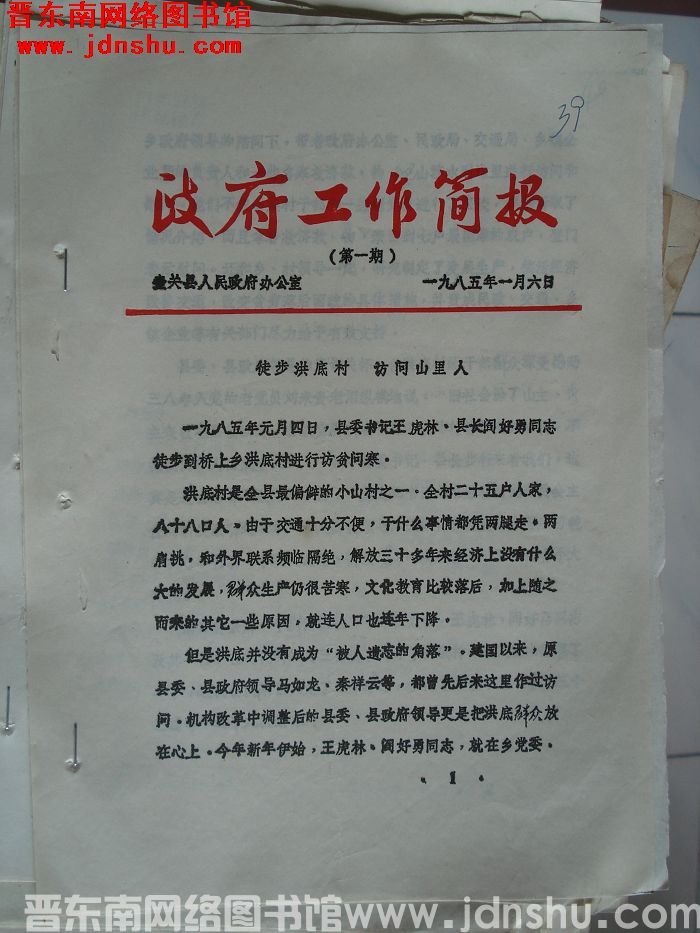 晋东南网络图书馆
www.jdnshu.com
39
政府工作简报
（第一期）
壶关县人民政府办公室 一九八五年一月六日
徒步洪底村 访问山里人
一九八五年元月四日，县委书记王虎林、县长阎好勇同志
徒步到桥上乡洪底村进行访贫问寒。
洪底村是全县最偏僻的小山村之一。全村二十五户人家，
八十八口人。由于交通十分不便，干什么事情都凭两腿走。两
肩挑，和外界联系频临隔绝，解放三十多年来经济上没有什么
大的发展，群众生产仍很苦寒，文化教育比较落后，加上随之
而来的其它一些原因，就连人口也连年下降。
但是洪底并没有成为“被人遗忘的角落”。建国以来，原
县委、县政府领导马如龙、秦祥云等，都曾先后来这里作过访
问。机构改革中调整后的县委、县政府领导更是把洪底群众放
在心上。今年新年伊始，王虎林、阎好勇同志，就在乡党委、
·1·
晋东南网络图书馆www.jdnshu.com